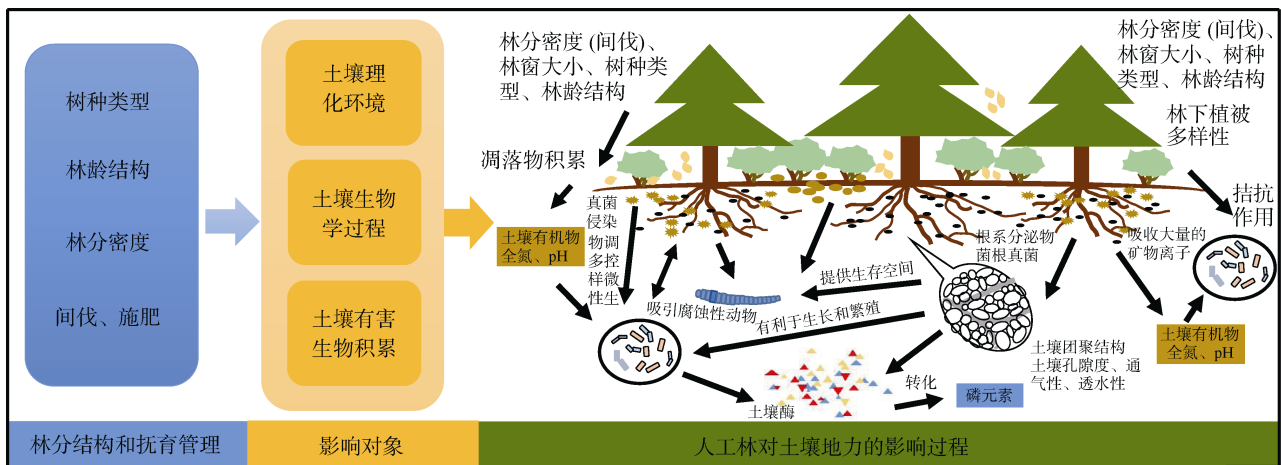 树种类型
林龄结构
林分密度
间伐、施肥
林分结构和抚育管理
土壤理
化环境
土壤生物
学过程
土壤有害
生物积累
影响对象
林分密度 (间伐)、
林窗大小、树种类
型、林龄结构
凋落物积累
土壤有机物
全氮、pH
真菌
侵染
物调
多控
样微
性生
吸引腐蚀性动物
提供生存空间
有利于生长和繁殖
根系分泌物
菌根真菌
土壤团聚结构
土壤孔隙度、通
气性、透水性
土壤酶
转化
磷元素
林分密度 (间伐)、
林窗大小、树种
类型、林龄结构
林下植被
多样性
拮抗
作用
吸收大量的
矿物离子
土壤有机物
全氮、pH
人工林对土壤地力的影响过程